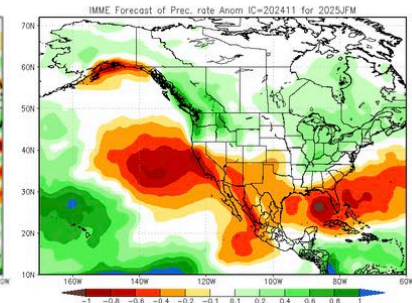 IMME Forecast of Prec. rate Anom IC=202411 for 2025JFM
70N
60N
50N
40N
30N
20N
10N
160W 140W 120W 100W 80W 60W
-1 -0.8 -0.6 -0.4 -0.2 -0.1 0.1 0.2 0.4 0.6 0.8 1